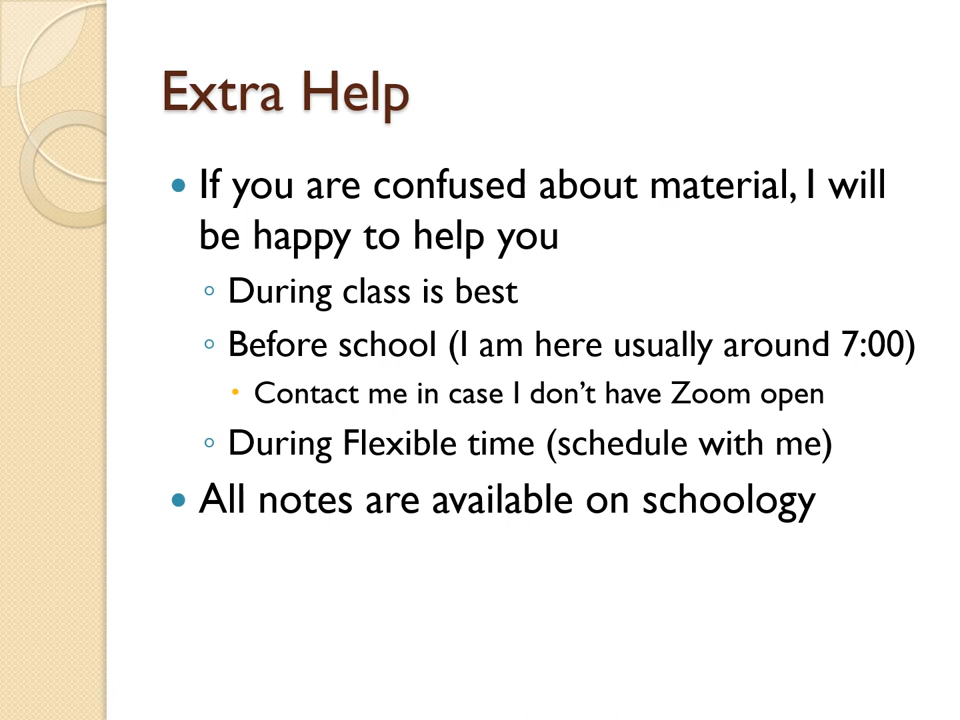 Extra Help
• If you are confused about material, I will
be happy to help you
◦ During class is best
◦ Before school (I am here usually around 7:00)
• Contact me in case I don’t have Zoom open
◦ During Flexible time (schedule with me)
• All notes are available on schoology